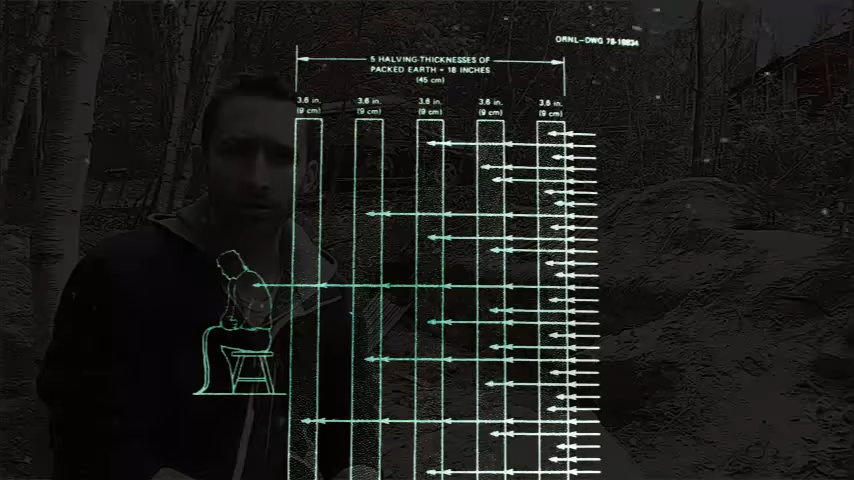 ORNL-DWG 78-18834
5 HALVING-THICKNESSES OF
PACKED EARTH = 18 INCHES
(45 cm)
3.6 in. 3.6 in. 3.6 in. 3.6 in. 3.6 in.
(9 cm) (9 cm) (9 cm) (9 cm) (9 cm)